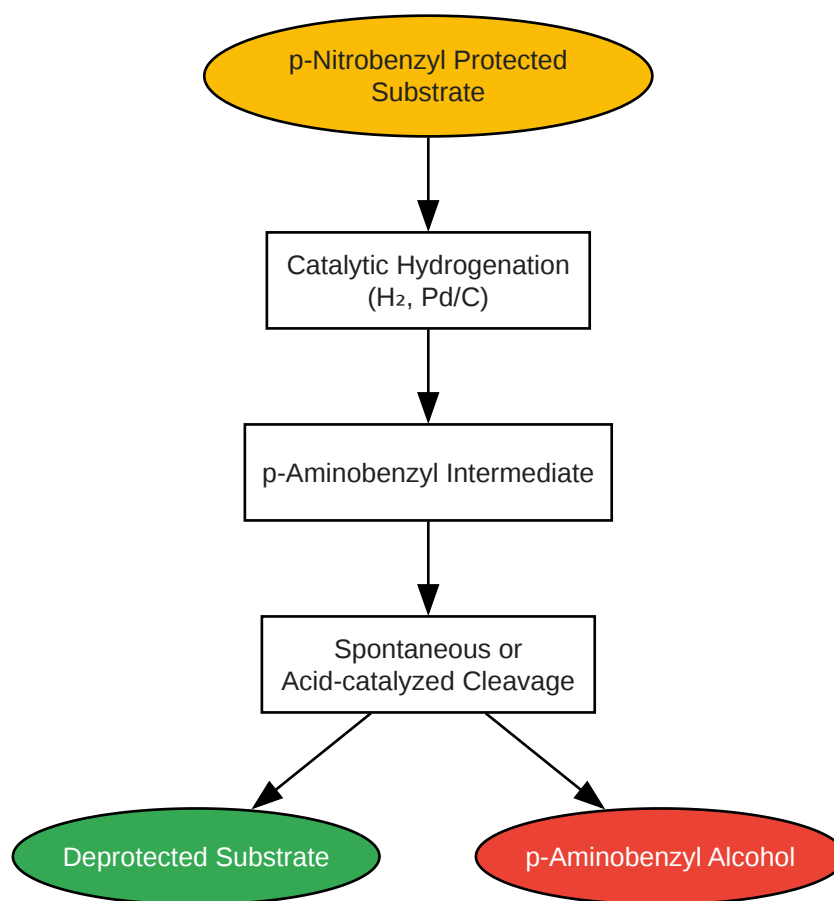 p-Nitrobenzyl Protected
Substrate
Catalytic Hydrogenation
(H₂, Pd/C)
p-Aminobenzyl Intermediate
Spontaneous or
Acid-catalyzed Cleavage
Deprotected Substrate
p-Aminobenzyl Alcohol